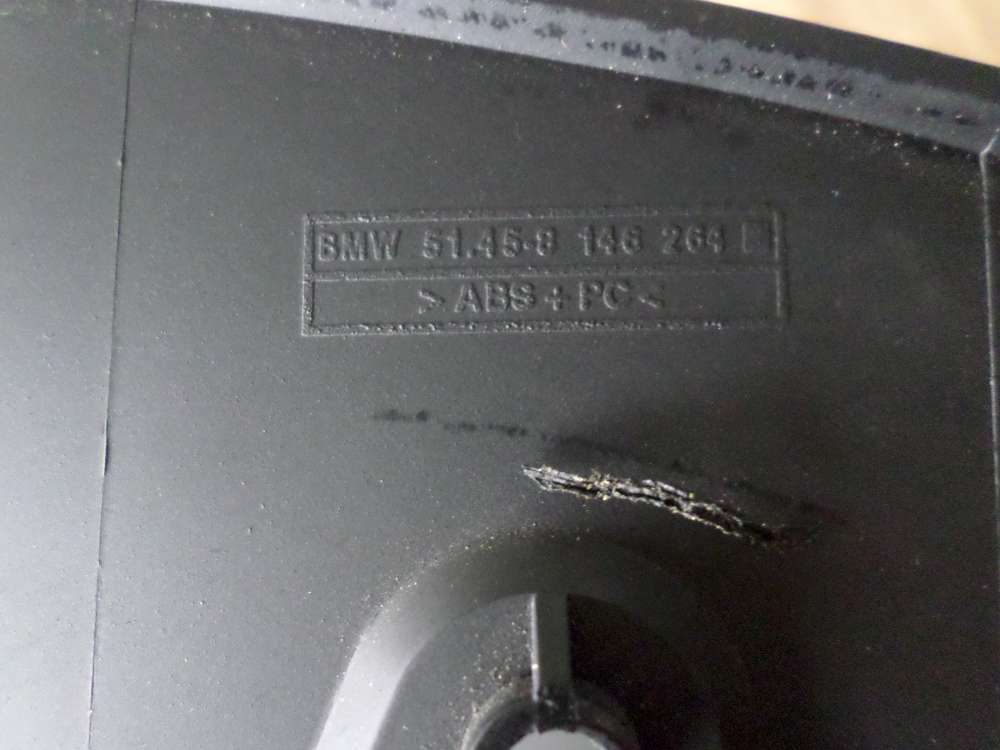 BMW 51.45-8 146 264
> ABS + PC <